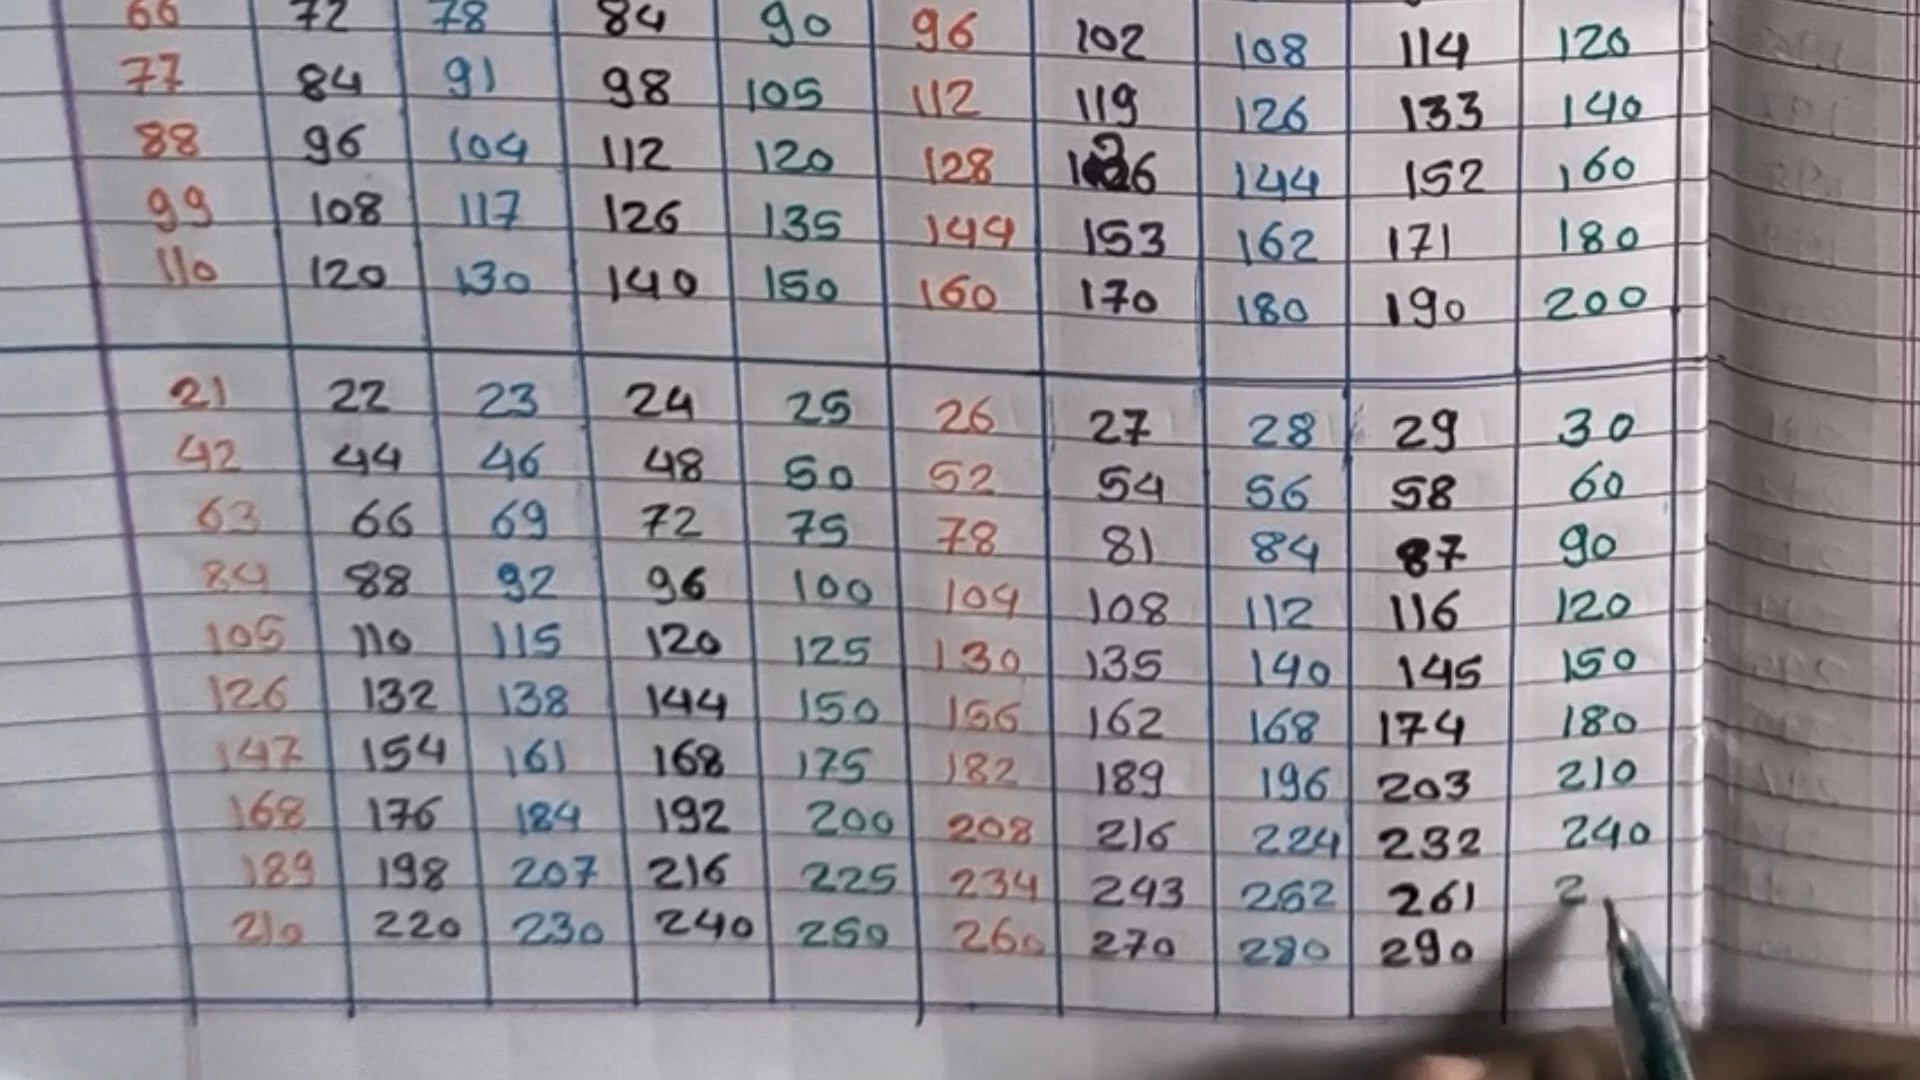 66 72 78 84 90 96 102 108 114 120
77 84 91 98 105 112 119 126 133 140
88 96 104 112 120 128 136 144 152 160
99 108 117 126 135 144 153 162 171 180
110 120 130 140 150 160 170 180 190 200
21 22 23 24 25 26 27 28 29 30
42 44 46 48 50 52 54 56 58 60
63 66 69 72 75 78 81 84 87 90
84 88 92 96 100 104 108 112 116 120
105 110 115 120 125 130 135 140 145 150
126 132 138 144 150 156 162 168 174 180
147 154 161 168 175 182 189 196 203 210
168 176 184 192 200 208 216 224 232 240
189 198 207 216 225 234 243 252 261 2
210 220 230 240 250 260 270 280 290